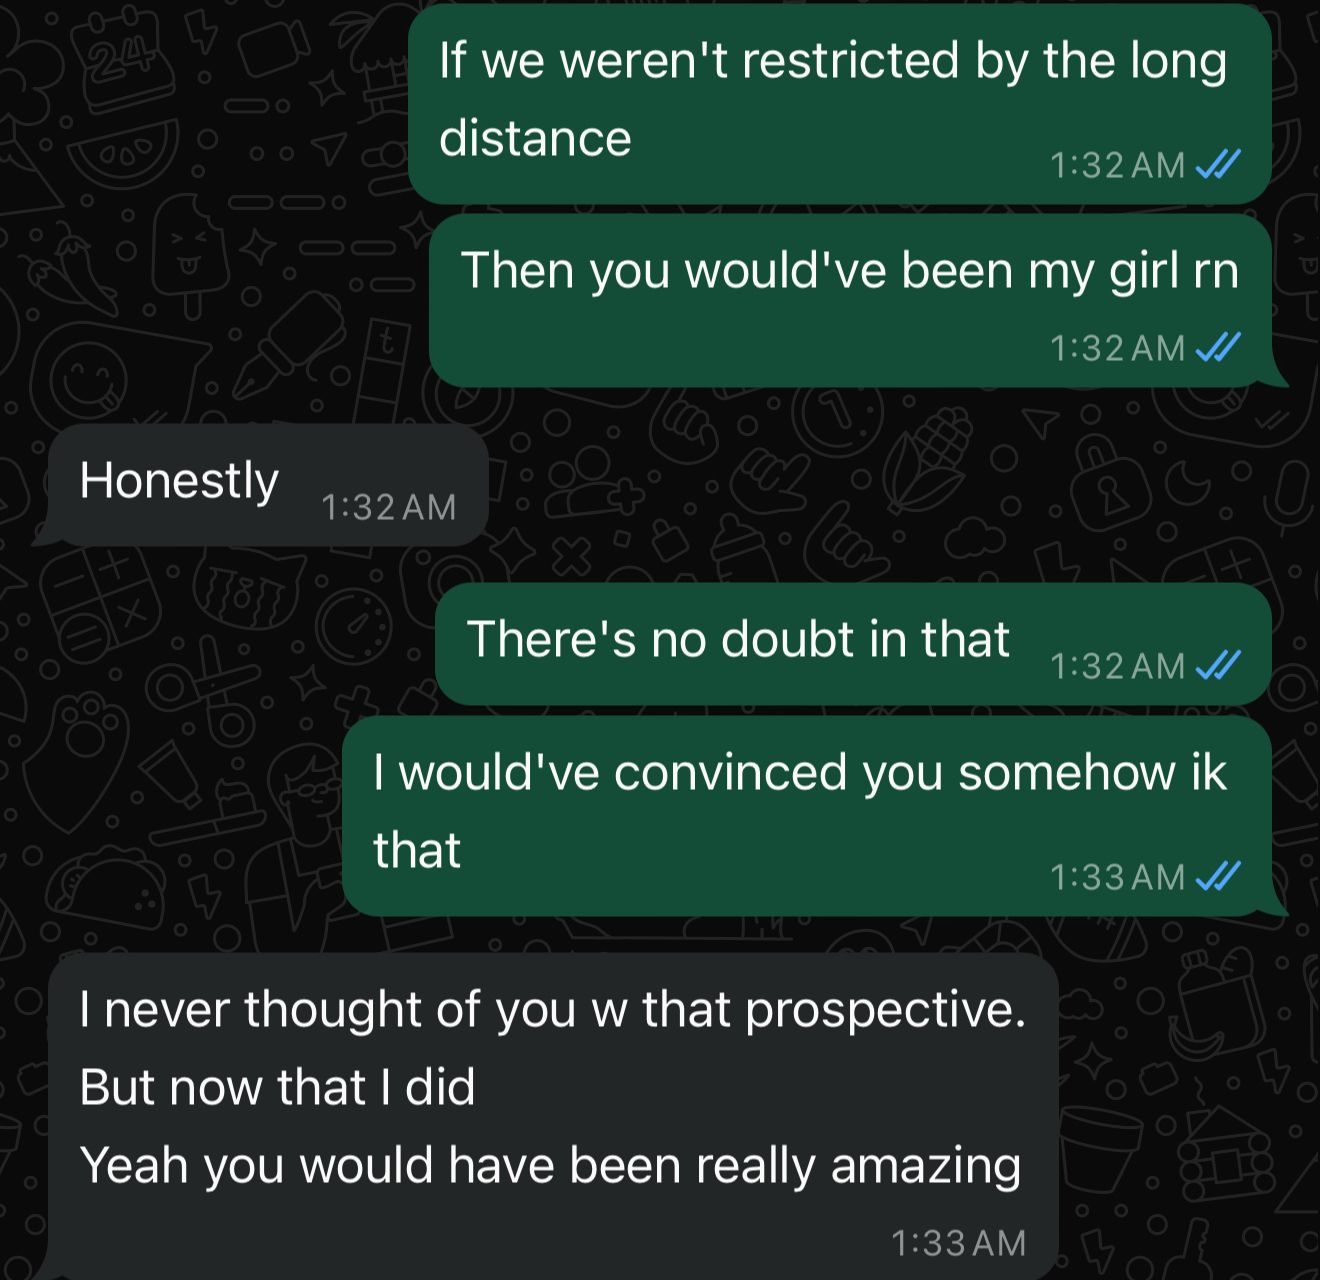 If we weren't restricted by the long
distance
1:32 AM
Then you would've been my girl rn
1:32 AM
Honestly
1:32 AM
There's no doubt in that
1:32 AM
I would've convinced you somehow ik
that
1:33 AM
I never thought of you w that prospective.
But now that I did
Yeah you would have been really amazing
1:33 AM
24
t
1